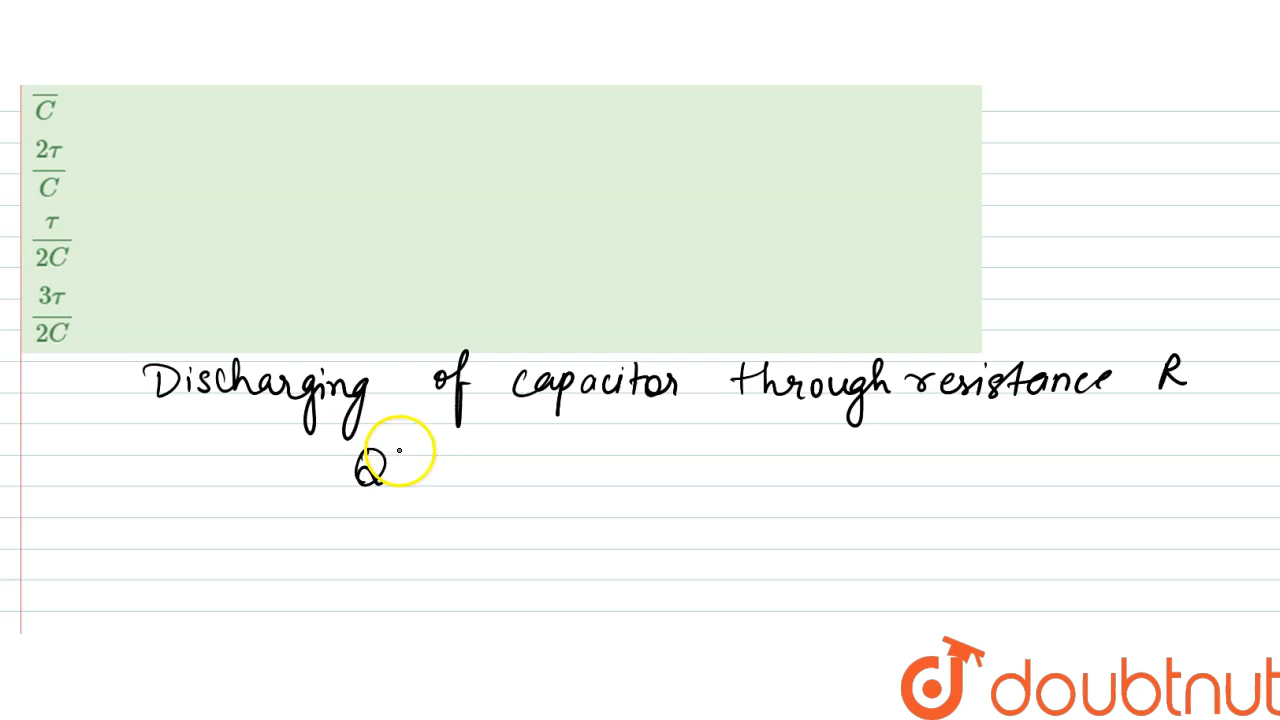 C
2τ
C
τ
2C
3τ
2C
Discharging of capacitor through resistance R
Q
doubtnut